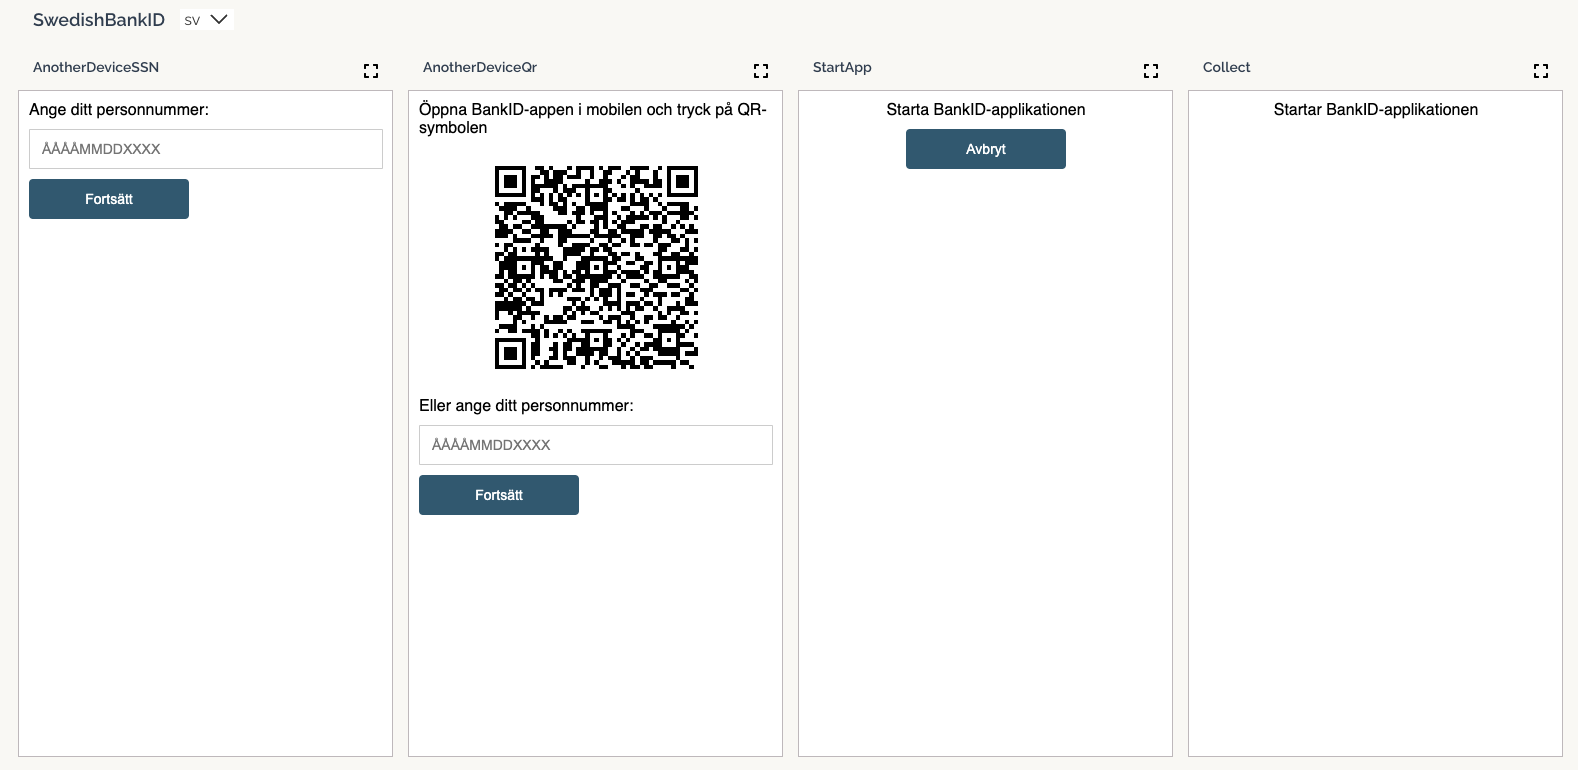 SwedishBankID
SV
AnotherDeviceSSN
Ange ditt personnummer:
ÅÅÅÅMMDDXXXX
Fortsätt
AnotherDeviceQr
Öppna BankID-appen i mobilen och tryck på QR-
symbolen
Eller ange ditt personnummer:
ÅÅÅÅMMDDXXXX
Fortsätt
StartApp
Starta BankID-applikationen
Avbryt
Collect
Startar BankID-applikationen